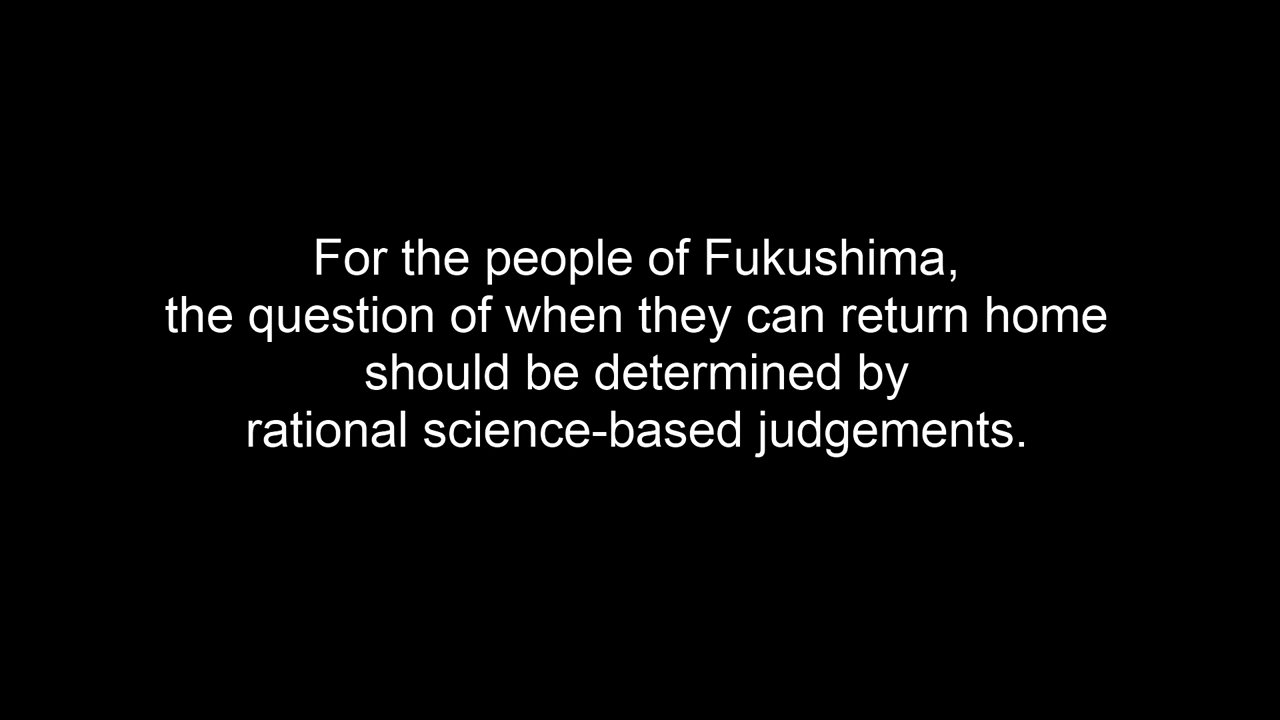 For the people of Fukushima,
the question of when they can return home
should be determined by
rational science-based judgements.